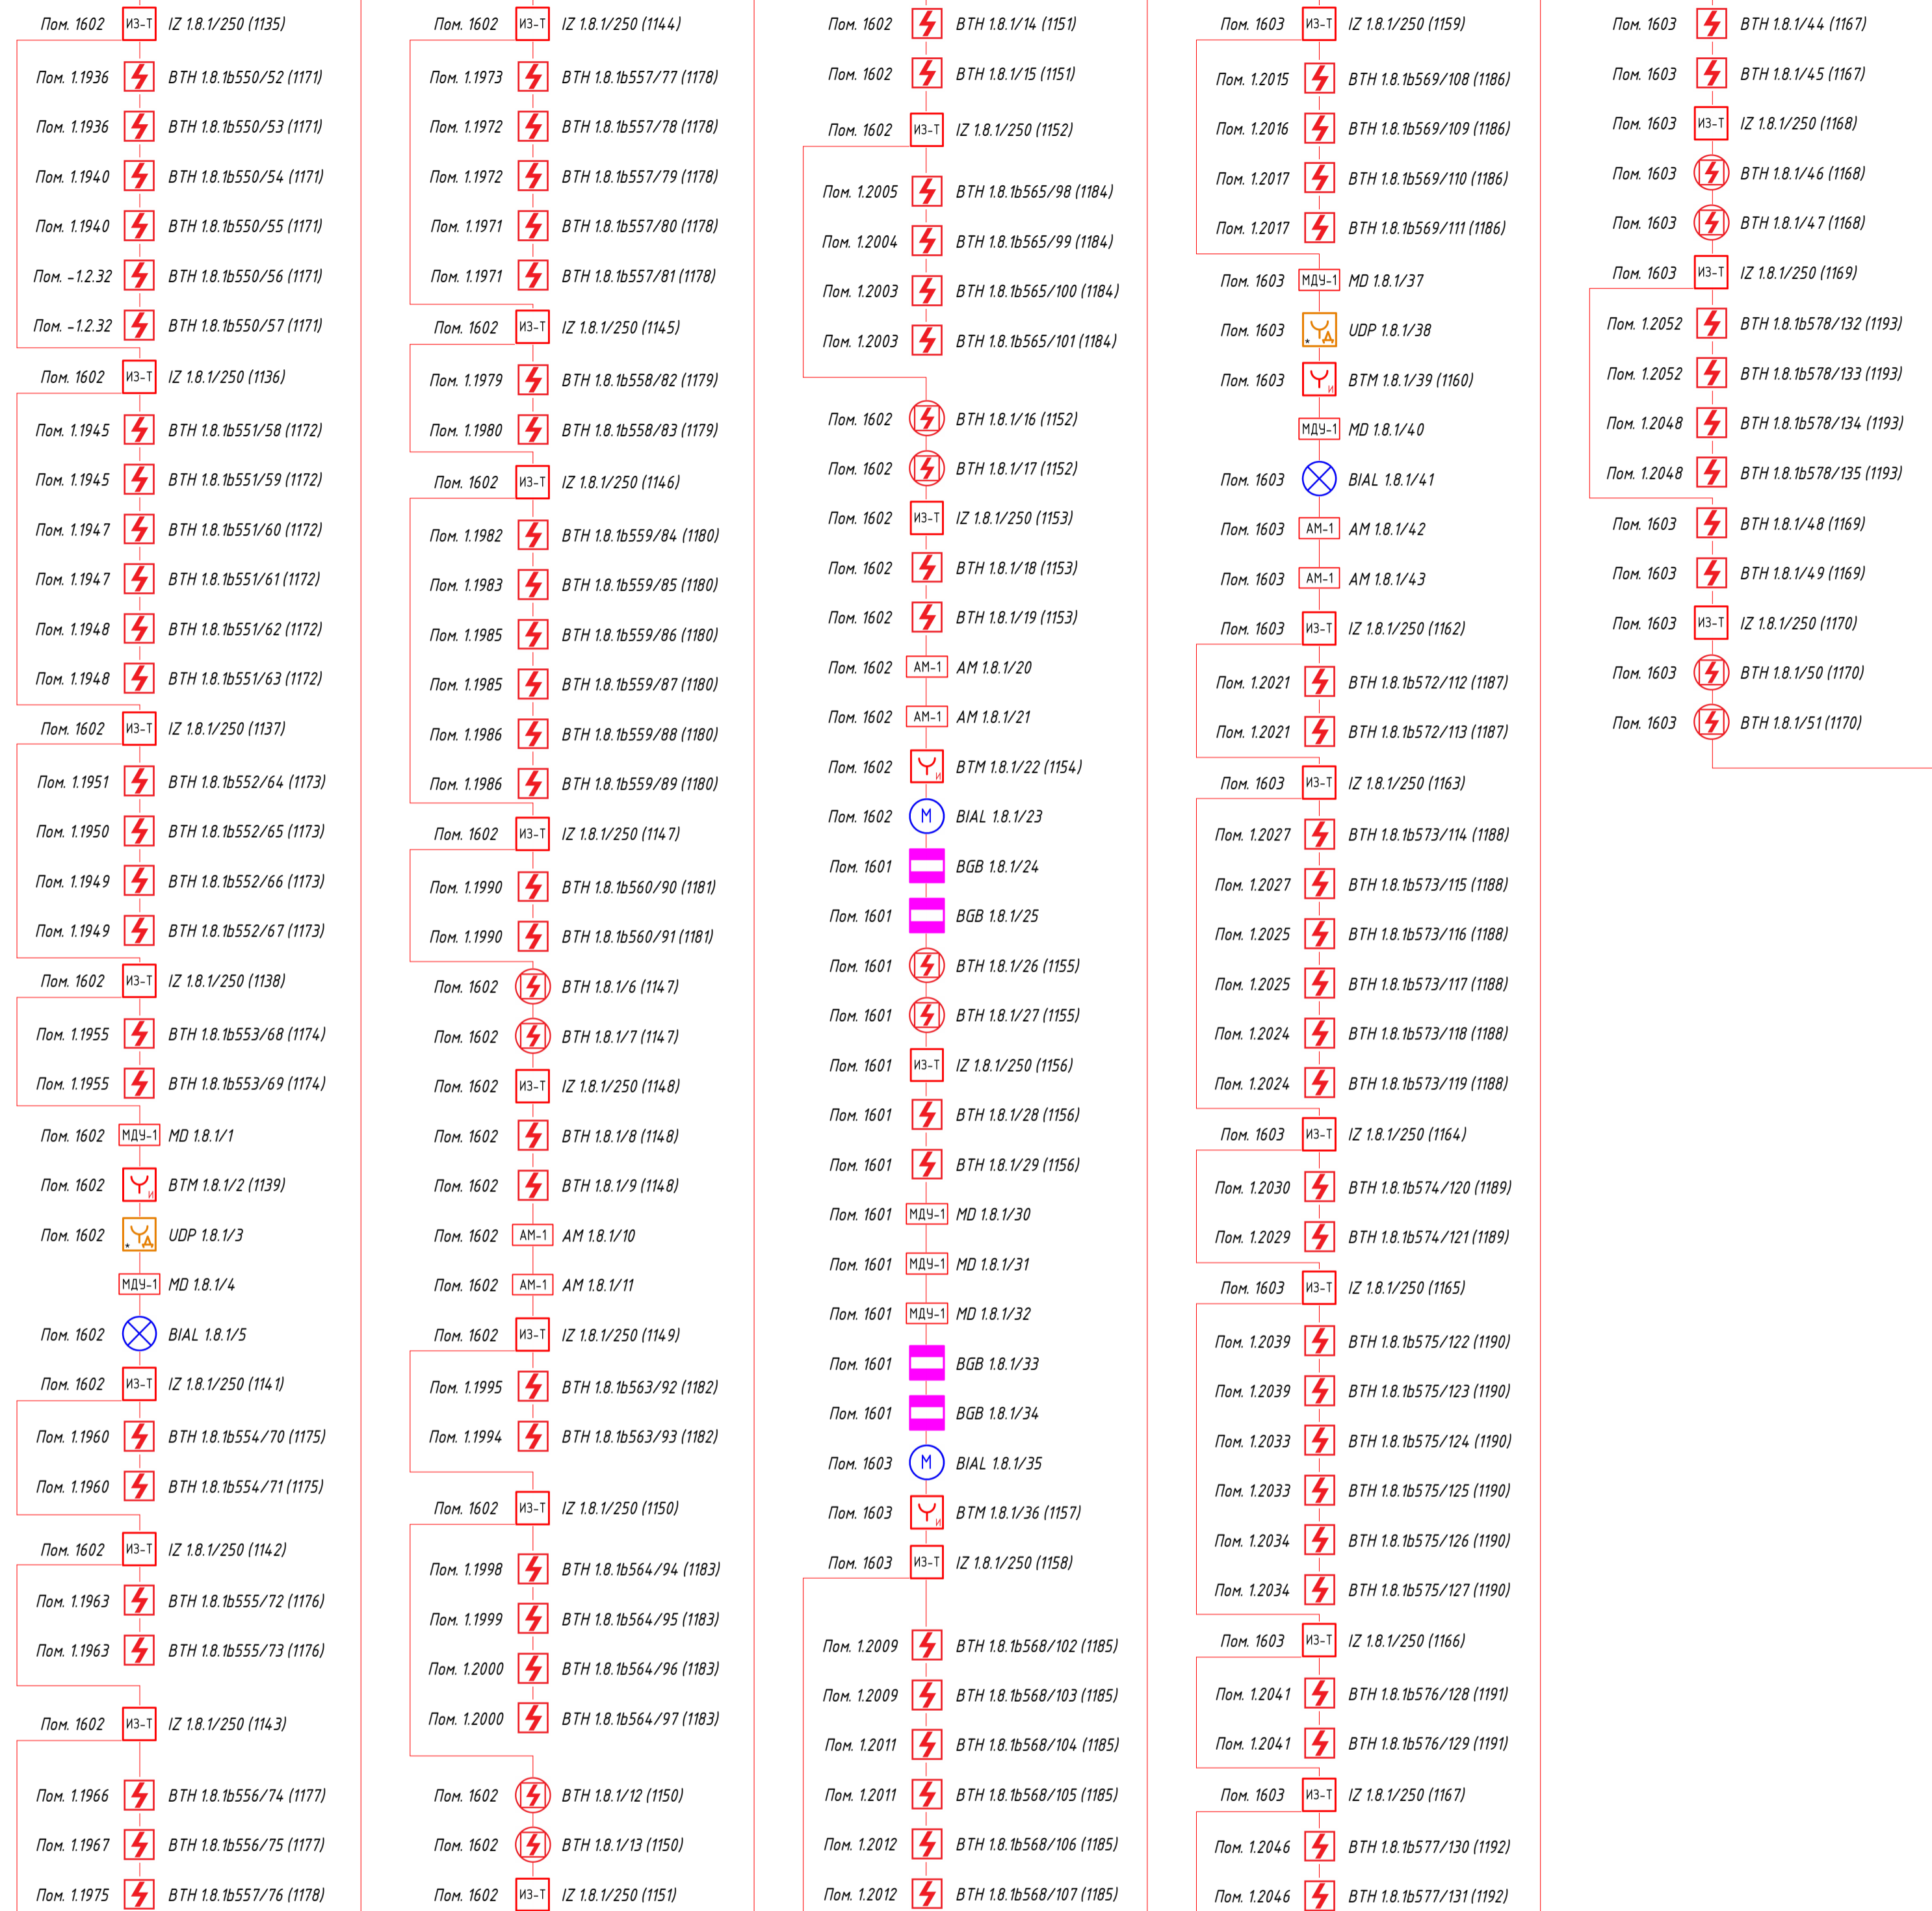 Пом. 1602 ИЗ-Т IZ 1.8.1/250 (1135)
Пом. 1.1936 BTH 1.8.1b550/52 (1171)
Пом. 1.1936 BTH 1.8.1b550/53 (1171)
Пом. 1.1940 BTH 1.8.1b550/54 (1171)
Пом. 1.1940 BTH 1.8.1b550/55 (1171)
Пом. -1.2.32 BTH 1.8.1b550/56 (1171)
Пом. -1.2.32 BTH 1.8.1b550/57 (1171)
Пом. 1602 ИЗ-Т IZ 1.8.1/250 (1136)
Пом. 1.1945 BTH 1.8.1b551/58 (1172)
Пом. 1.1945 BTH 1.8.1b551/59 (1172)
Пом. 1.1947 BTH 1.8.1b551/60 (1172)
Пом. 1.1947 BTH 1.8.1b551/61 (1172)
Пом. 1.1948 BTH 1.8.1b551/62 (1172)
Пом. 1.1948 BTH 1.8.1b551/63 (1172)
Пом. 1602 ИЗ-Т IZ 1.8.1/250 (1137)
Пом. 1.1951 BTH 1.8.1b552/64 (1173)
Пом. 1.1950 BTH 1.8.1b552/65 (1173)
Пом. 1.1949 BTH 1.8.1b552/66 (1173)
Пом. 1.1949 BTH 1.8.1b552/67 (1173)
Пом. 1602 ИЗ-Т IZ 1.8.1/250 (1138)
Пом. 1.1955 BTH 1.8.1b553/68 (1174)
Пом. 1.1955 BTH 1.8.1b553/69 (1174)
Пом. 1602 МДУ-1 MD 1.8.1/1
Пом. 1602 И BTM 1.8.1/2 (1139)
Пом. 1602 * Д UDP 1.8.1/3
МДУ-1 MD 1.8.1/4
Пом. 1602 BIAL 1.8.1/5
Пом. 1602 ИЗ-Т IZ 1.8.1/250 (1141)
Пом. 1.1960 BTH 1.8.1b554/70 (1175)
Пом. 1.1960 BTH 1.8.1b554/71 (1175)
Пом. 1602 ИЗ-Т IZ 1.8.1/250 (1142)
Пом. 1.1963 BTH 1.8.1b555/72 (1176)
Пом. 1.1963 BTH 1.8.1b555/73 (1176)
Пом. 1602 ИЗ-Т IZ 1.8.1/250 (1143)
Пом. 1.1966 BTH 1.8.1b556/74 (1177)
Пом. 1.1967 BTH 1.8.1b556/75 (1177)
Пом. 1.1975 BTH 1.8.1b557/76 (1178)
Пом. 1602 ИЗ-Т IZ 1.8.1/250 (1144)
Пом. 1.1973 BTH 1.8.1b557/77 (1178)
Пом. 1.1972 BTH 1.8.1b557/78 (1178)
Пом. 1.1972 BTH 1.8.1b557/79 (1178)
Пом. 1.1971 BTH 1.8.1b557/80 (1178)
Пом. 1.1971 BTH 1.8.1b557/81 (1178)
Пом. 1602 ИЗ-Т IZ 1.8.1/250 (1145)
Пом. 1.1979 BTH 1.8.1b558/82 (1179)
Пом. 1.1980 BTH 1.8.1b558/83 (1179)
Пом. 1602 ИЗ-Т IZ 1.8.1/250 (1146)
Пом. 1.1982 BTH 1.8.1b559/84 (1180)
Пом. 1.1983 BTH 1.8.1b559/85 (1180)
Пом. 1.1985 BTH 1.8.1b559/86 (1180)
Пом. 1.1985 BTH 1.8.1b559/87 (1180)
Пом. 1.1986 BTH 1.8.1b559/88 (1180)
Пом. 1.1986 BTH 1.8.1b559/89 (1180)
Пом. 1602 ИЗ-Т IZ 1.8.1/250 (1147)
Пом. 1.1990 BTH 1.8.1b560/90 (1181)
Пом. 1.1990 BTH 1.8.1b560/91 (1181)
Пом. 1602 BTH 1.8.1/6 (1147)
Пом. 1602 BTH 1.8.1/7 (1147)
Пом. 1602 ИЗ-Т IZ 1.8.1/250 (1148)
Пом. 1602 BTH 1.8.1/8 (1148)
Пом. 1602 BTH 1.8.1/9 (1148)
Пом. 1602 АМ-1 AM 1.8.1/10
Пом. 1602 АМ-1 AM 1.8.1/11
Пом. 1602 ИЗ-Т IZ 1.8.1/250 (1149)
Пом. 1.1995 BTH 1.8.1b563/92 (1182)
Пом. 1.1994 BTH 1.8.1b563/93 (1182)
Пом. 1602 ИЗ-Т IZ 1.8.1/250 (1150)
Пом. 1.1998 BTH 1.8.1b564/94 (1183)
Пом. 1.1999 BTH 1.8.1b564/95 (1183)
Пом. 1.2000 BTH 1.8.1b564/96 (1183)
Пом. 1.2000 BTH 1.8.1b564/97 (1183)
Пом. 1602 BTH 1.8.1/12 (1150)
Пом. 1602 BTH 1.8.1/13 (1150)
Пом. 1602 ИЗ-Т IZ 1.8.1/250 (1151)
Пом. 1602 BTH 1.8.1/14 (1151)
Пом. 1602 BTH 1.8.1/15 (1151)
Пом. 1602 ИЗ-Т IZ 1.8.1/250 (1152)
Пом. 1.2005 BTH 1.8.1b565/98 (1184)
Пом. 1.2004 BTH 1.8.1b565/99 (1184)
Пом. 1.2003 BTH 1.8.1b565/100 (1184)
Пом. 1.2003 BTH 1.8.1b565/101 (1184)
Пом. 1602 BTH 1.8.1/16 (1152)
Пом. 1602 BTH 1.8.1/17 (1152)
Пом. 1602 ИЗ-Т IZ 1.8.1/250 (1153)
Пом. 1602 BTH 1.8.1/18 (1153)
Пом. 1602 BTH 1.8.1/19 (1153)
Пом. 1602 АМ-1 AM 1.8.1/20
Пом. 1602 АМ-1 AM 1.8.1/21
Пом. 1602 И BTM 1.8.1/22 (1154)
Пом. 1602 М BIAL 1.8.1/23
Пом. 1601 BGB 1.8.1/24
Пом. 1601 BGB 1.8.1/25
Пом. 1601 BTH 1.8.1/26 (1155)
Пом. 1601 BTH 1.8.1/27 (1155)
Пом. 1601 ИЗ-Т IZ 1.8.1/250 (1156)
Пом. 1601 BTH 1.8.1/28 (1156)
Пом. 1601 BTH 1.8.1/29 (1156)
Пом. 1601 МДУ-1 MD 1.8.1/30
Пом. 1601 МДУ-1 MD 1.8.1/31
Пом. 1601 МДУ-1 MD 1.8.1/32
Пом. 1601 BGB 1.8.1/33
Пом. 1601 BGB 1.8.1/34
Пом. 1603 М BIAL 1.8.1/35
Пом. 1603 И BTM 1.8.1/36 (1157)
Пом. 1603 ИЗ-Т IZ 1.8.1/250 (1158)
Пом. 1.2009 BTH 1.8.1b568/102 (1185)
Пом. 1.2009 BTH 1.8.1b568/103 (1185)
Пом. 1.2011 BTH 1.8.1b568/104 (1185)
Пом. 1.2011 BTH 1.8.1b568/105 (1185)
Пом. 1.2012 BTH 1.8.1b568/106 (1185)
Пом. 1.2012 BTH 1.8.1b568/107 (1185)
Пом. 1603 ИЗ-Т IZ 1.8.1/250 (1159)
Пом. 1.2015 BTH 1.8.1b569/108 (1186)
Пом. 1.2016 BTH 1.8.1b569/109 (1186)
Пом. 1.2017 BTH 1.8.1b569/110 (1186)
Пом. 1.2017 BTH 1.8.1b569/111 (1186)
Пом. 1603 МДУ-1 MD 1.8.1/37
Пом. 1603 * Д UDP 1.8.1/38
Пом. 1603 И BTM 1.8.1/39 (1160)
МДУ-1 MD 1.8.1/40
Пом. 1603 BIAL 1.8.1/41
Пом. 1603 АМ-1 AM 1.8.1/42
Пом. 1603 АМ-1 AM 1.8.1/43
Пом. 1603 ИЗ-Т IZ 1.8.1/250 (1162)
Пом. 1.2021 BTH 1.8.1b572/112 (1187)
Пом. 1.2021 BTH 1.8.1b572/113 (1187)
Пом. 1603 ИЗ-Т IZ 1.8.1/250 (1163)
Пом. 1.2027 BTH 1.8.1b573/114 (1188)
Пом. 1.2027 BTH 1.8.1b573/115 (1188)
Пом. 1.2025 BTH 1.8.1b573/116 (1188)
Пом. 1.2025 BTH 1.8.1b573/117 (1188)
Пом. 1.2024 BTH 1.8.1b573/118 (1188)
Пом. 1.2024 BTH 1.8.1b573/119 (1188)
Пом. 1603 ИЗ-Т IZ 1.8.1/250 (1164)
Пом. 1.2030 BTH 1.8.1b574/120 (1189)
Пом. 1.2029 BTH 1.8.1b574/121 (1189)
Пом. 1603 ИЗ-Т IZ 1.8.1/250 (1165)
Пом. 1.2039 BTH 1.8.1b575/122 (1190)
Пом. 1.2039 BTH 1.8.1b575/123 (1190)
Пом. 1.2033 BTH 1.8.1b575/124 (1190)
Пом. 1.2033 BTH 1.8.1b575/125 (1190)
Пом. 1.2034 BTH 1.8.1b575/126 (1190)
Пом. 1.2034 BTH 1.8.1b575/127 (1190)
Пом. 1603 ИЗ-Т IZ 1.8.1/250 (1166)
Пом. 1.2041 BTH 1.8.1b576/128 (1191)
Пом. 1.2041 BTH 1.8.1b576/129 (1191)
Пом. 1603 ИЗ-Т IZ 1.8.1/250 (1167)
Пом. 1.2046 BTH 1.8.1b577/130 (1192)
Пом. 1.2046 BTH 1.8.1b577/131 (1192)
Пом. 1603 BTH 1.8.1/44 (1167)
Пом. 1603 BTH 1.8.1/45 (1167)
Пом. 1603 ИЗ-Т IZ 1.8.1/250 (1168)
Пом. 1603 BTH 1.8.1/46 (1168)
Пом. 1603 BTH 1.8.1/47 (1168)
Пом. 1603 ИЗ-Т IZ 1.8.1/250 (1169)
Пом. 1.2052 BTH 1.8.1b578/132 (1193)
Пом. 1.2052 BTH 1.8.1b578/133 (1193)
Пом. 1.2048 BTH 1.8.1b578/134 (1193)
Пом. 1.2048 BTH 1.8.1b578/135 (1193)
Пом. 1603 BTH 1.8.1/48 (1169)
Пом. 1603 BTH 1.8.1/49 (1169)
Пом. 1603 ИЗ-Т IZ 1.8.1/250 (1170)
Пом. 1603 BTH 1.8.1/50 (1170)
Пом. 1603 BTH 1.8.1/51 (1170)